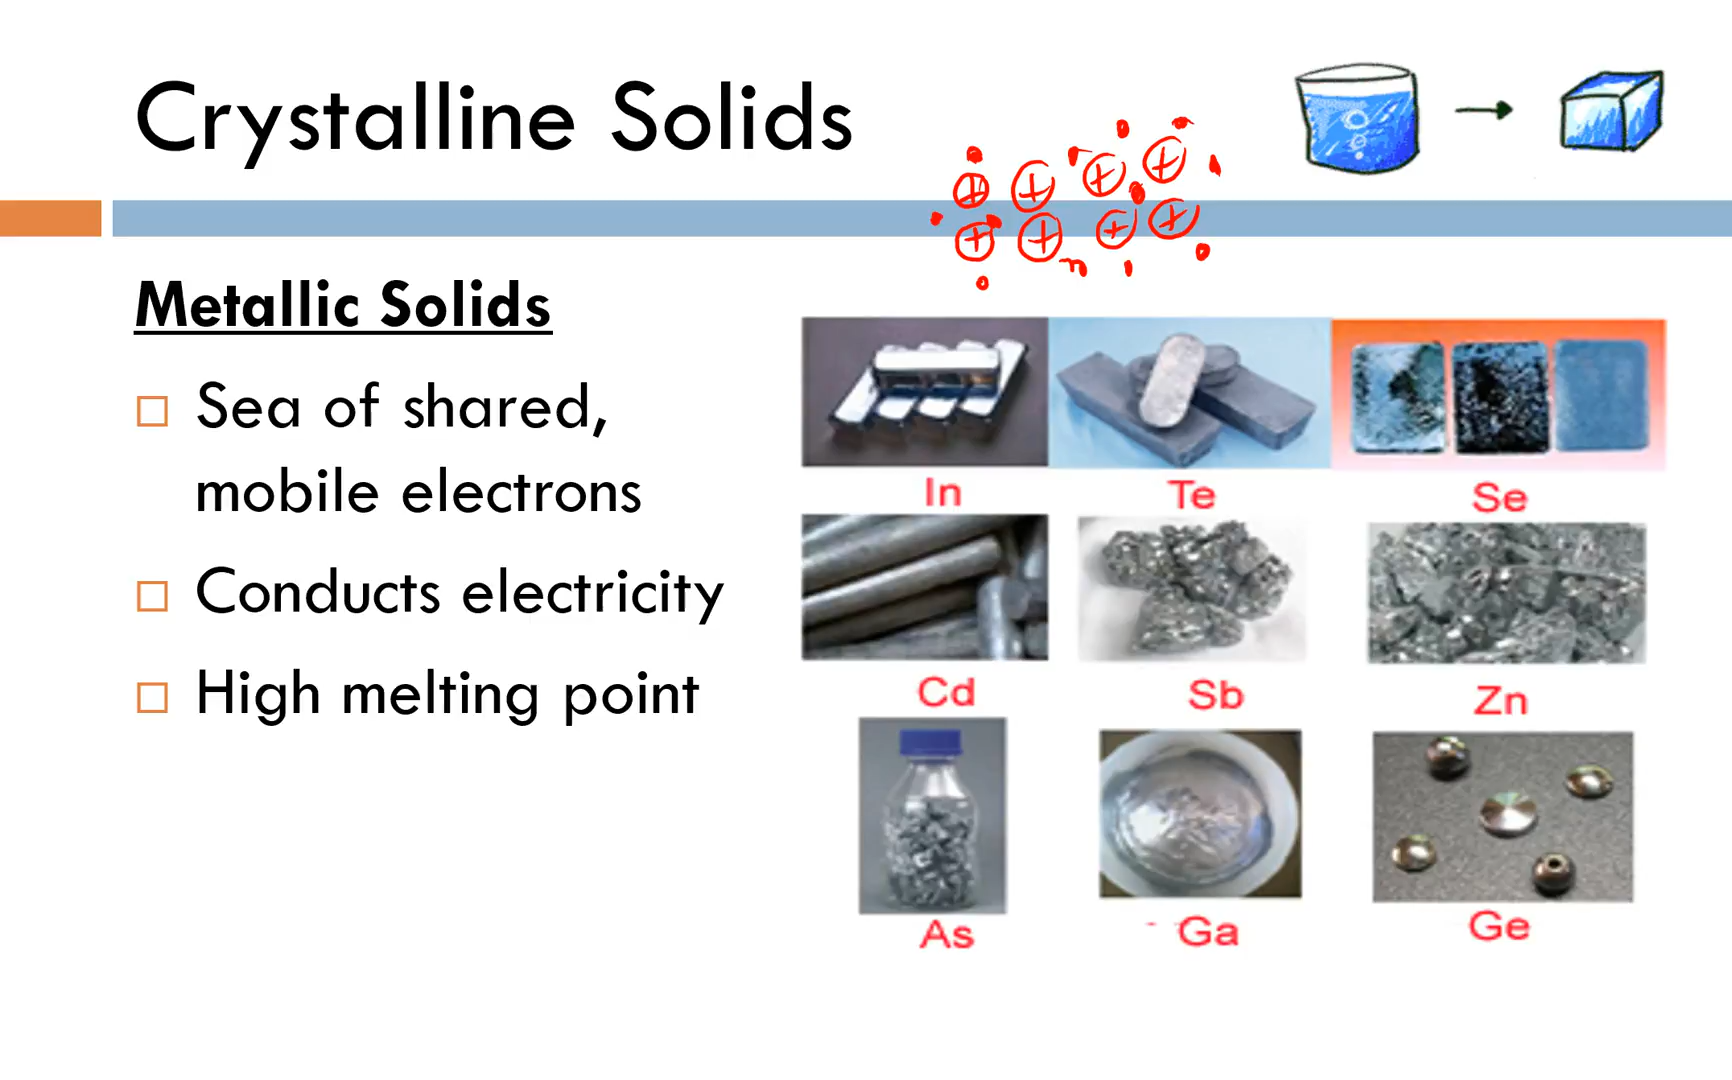 Crystalline Solids
+ + + +
+ + + +
Metallic Solids
Sea of shared,
mobile electrons
Conducts electricity
High melting point
In Te Se
Cd Sb Zn
As Ga Ge